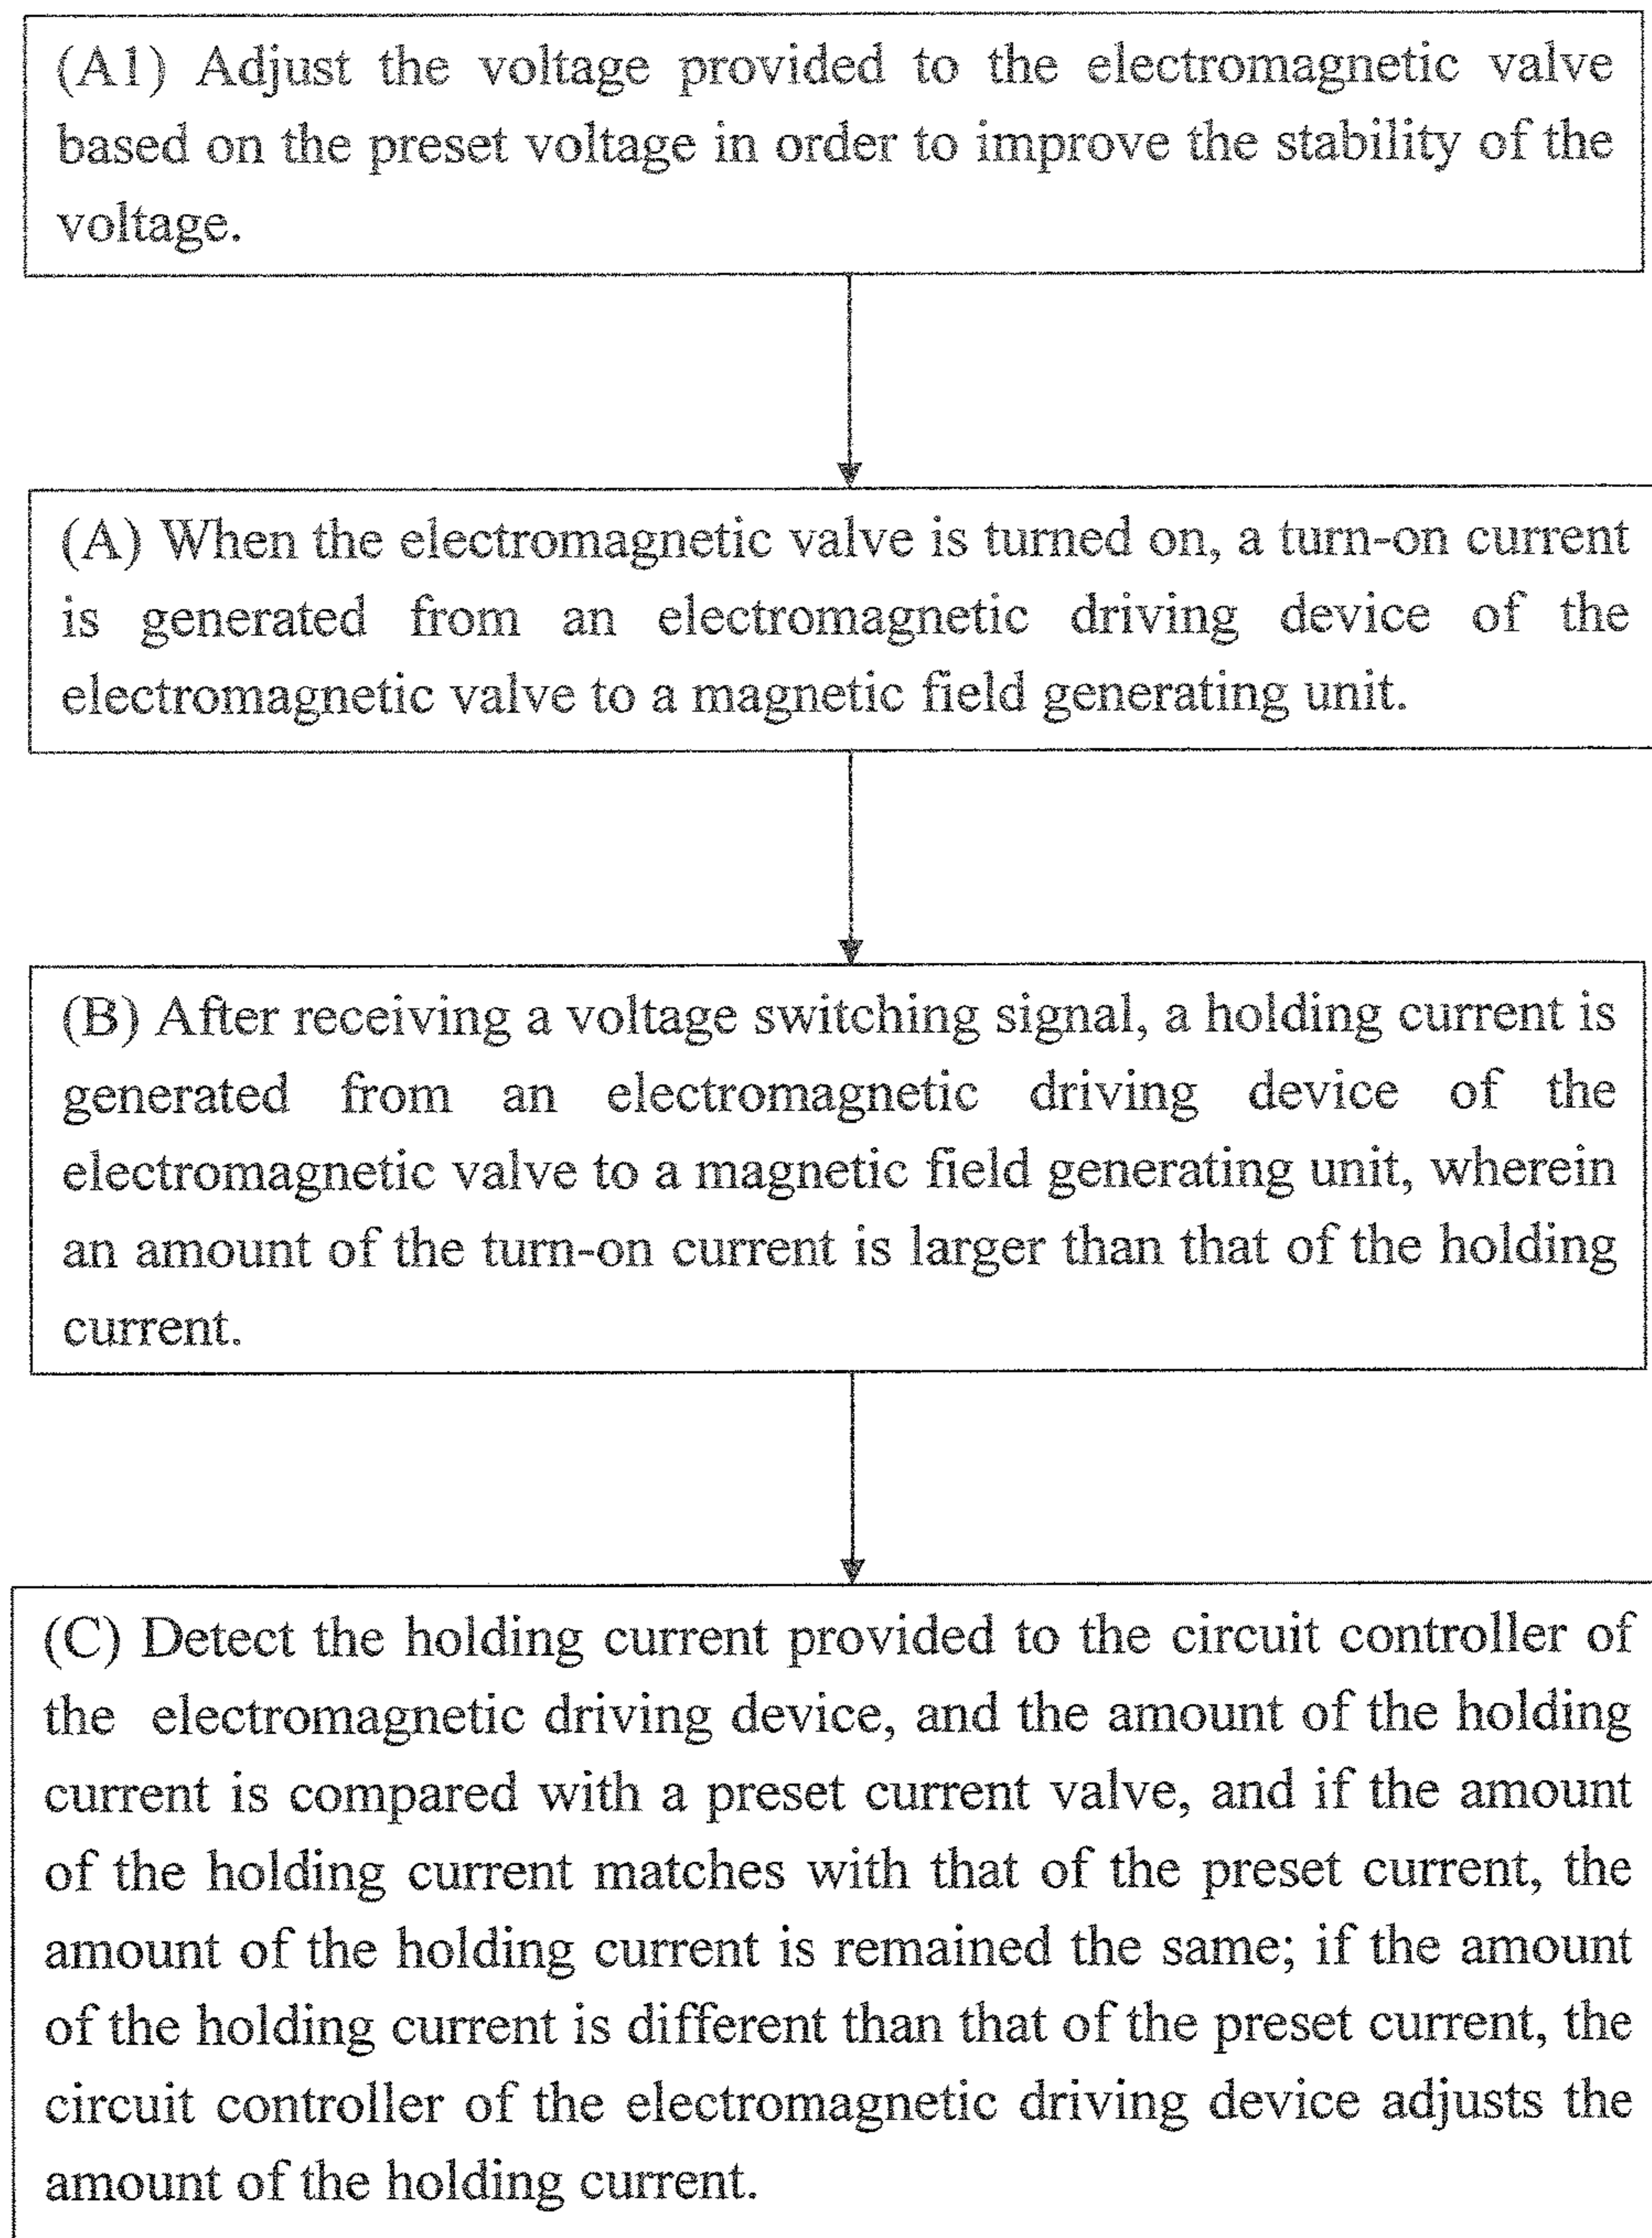 (A1) Adjust the voltage provided to the electromagnetic valve
based on the preset voltage in order to improve the stability of the
voltage.
(A) When the electromagnetic valve is turned on, a turn-on current
is generated from an electromagnetic driving device of the
electromagnetic valve to a magnetic field generating unit.
(B) After receiving a voltage switching signal, a holding current is
generated from an electromagnetic driving device of the
electromagnetic valve to a magnetic field generating unit, wherein
an amount of the turn-on current is larger than that of the holding
current.
(C) Detect the holding current provided to the circuit controller of
the electromagnetic driving device, and the amount of the holding
current is compared with a preset current valve, and if the amount
of the holding current matches with that of the preset current, the
amount of the holding current is remained the same; if the amount
of the holding current is different than that of the preset current, the
circuit controller of the electromagnetic driving device adjusts the
amount of the holding current.